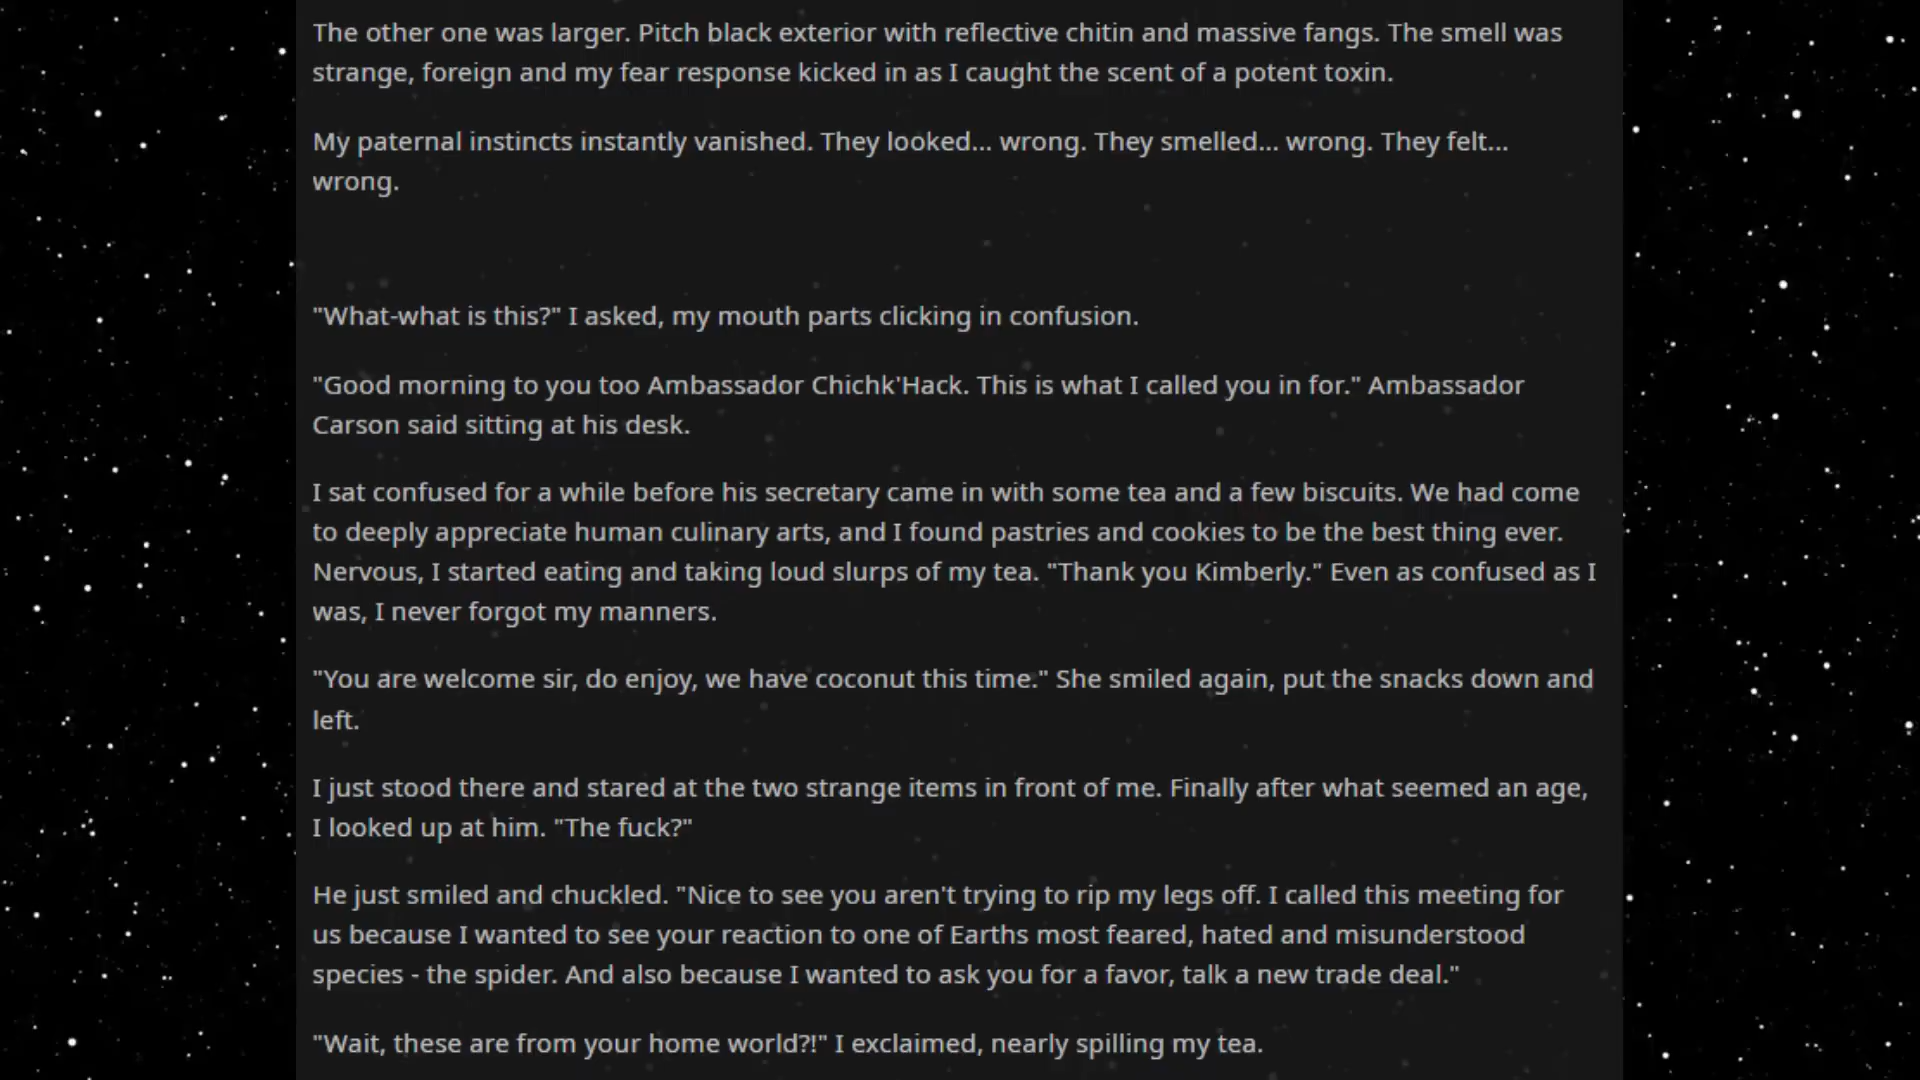 The other one was larger. Pitch black exterior with reflective chitin and massive fangs. The smell was
strange, foreign and my fear response kicked in as I caught the scent of a potent toxin.
My paternal instincts instantly vanished. They looked... wrong. They smelled... wrong. They felt...
wrong.
"What-what is this?" I asked, my mouth parts clicking in confusion.
"Good morning to you too Ambassador Chichk'Hack. This is what I called you in for." Ambassador
Carson said sitting at his desk.
I sat confused for a while before his secretary came in with some tea and a few biscuits. We had come
to deeply appreciate human culinary arts, and I found pastries and cookies to be the best thing ever.
Nervous, I started eating and taking loud slurps of my tea. "Thank you Kimberly." Even as confused as I
was, I never forgot my manners.
"You are welcome sir, do enjoy, we have coconut this time." She smiled again, put the snacks down and
left.
I just stood there and stared at the two strange items in front of me. Finally after what seemed an age,
I looked up at him. "The fuck?"
He just smiled and chuckled. "Nice to see you aren't trying to rip my legs off. I called this meeting for
us because I wanted to see your reaction to one of Earths most feared, hated and misunderstood
species - the spider. And also because I wanted to ask you for a favor, talk a new trade deal."
"Wait, these are from your home world?!" I exclaimed, nearly spilling my tea.